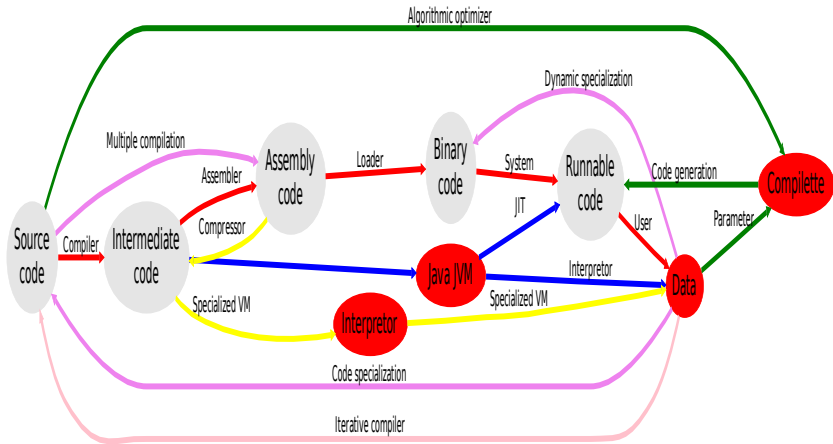 Algorithmic optimizer
Dynamic specialization
Multiple compilation
Assembly
code
Binary
code
Loader
System
Runnable
code
Code generation
Compilette
Assembler
JIT
User
Parameter
Source
code
Compiler
Intermediate
code
Compressor
Java JVM
Interpretor
Data
Specialized VM
Interpretor
Specialized VM
Code specialization
Iterative compiler